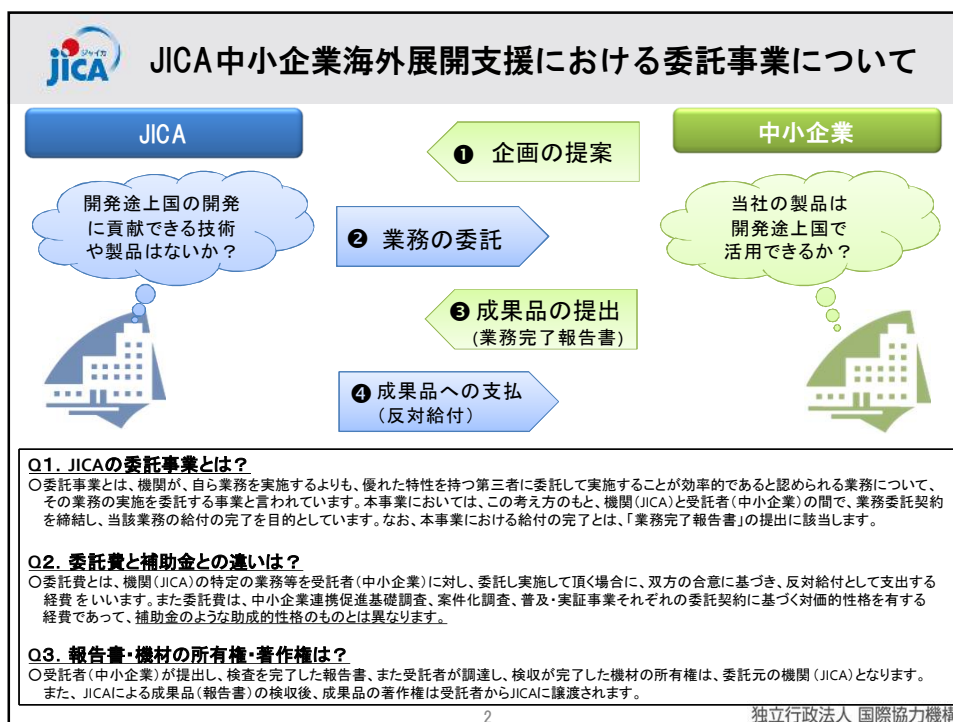 ジャイカ
jICA
JICA中小企業海外展開支援における委託事業について
JICA
中小企業
❶ 企画の提案
開発途上国の開発
に貢献できる技術
や製品はないか?
当社の製品は
開発途上国で
活用できるか?
❷ 業務の委託
❸ 成果品の提出
(業務完了報告書)
❹ 成果品への支払
(反対給付)
Q1. JICAの委託事業とは?
○委託事業とは、機関が、自ら業務を実施するよりも、優れた特性を持つ第三者に委託して実施することが効率的であると認められる業務について、
その業務の実施を委託する事業と言われています。本事業においては、この考え方のもと、機関(JICA)と受託者(中小企業)の間で、業務委託契約
を締結し、当該業務の給付の完了を目的としています。なお、本事業における給付の完了とは、「業務完了報告書」の提出に該当します。
Q2. 委託費と補助金との違いは?
○委託費とは、機関(JICA)の特定の業務等を受託者(中小企業)に対し、委託し実施して頂く場合に、双方の合意に基づき、反対給付として支出する
経費をいいます。また委託費は、中小企業連携促進基礎調査、案件化調査、普及・実証事業それぞれの委託契約に基づく対価的性格を有する
経費であって、補助金のような助成的性格のものとは異なります。
Q3. 報告書・機材の所有権・著作権は?
○受託者(中小企業)が提出し、検査を完了した報告書、また受託者が調達し、検収が完了した機材の所有権は、委託元の機関(JICA)となります。
また、JICAによる成果品(報告書)の検収後、成果品の著作権は受託者からJICAに譲渡されます。
2
独立行政法人 国際協力機構